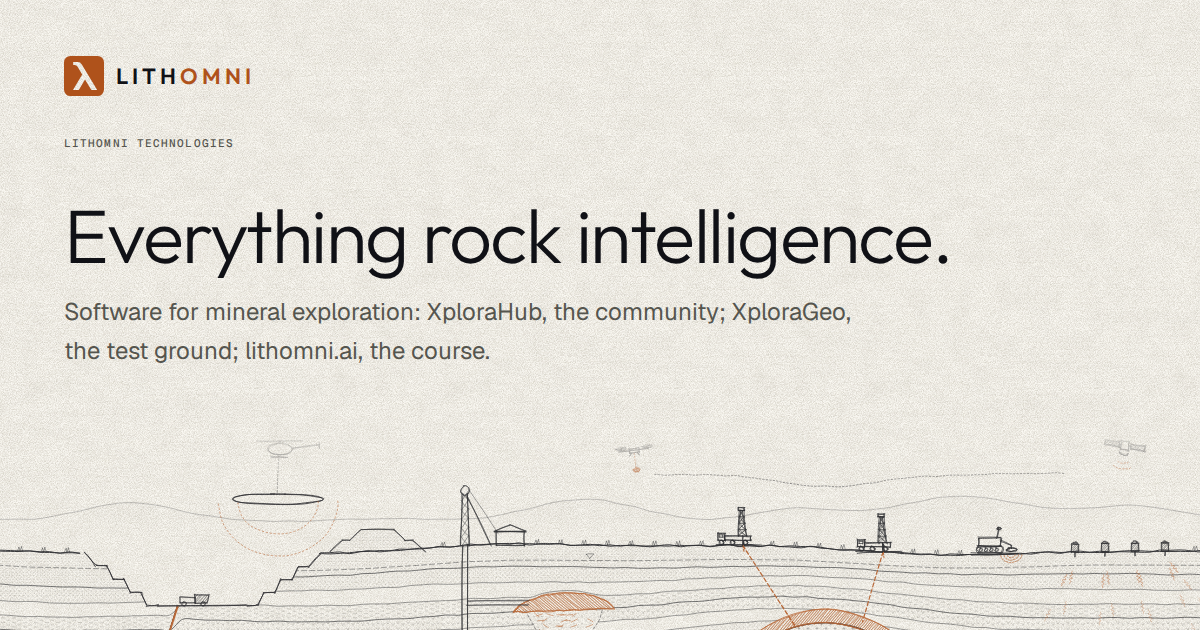 LITHOMNI
LITHOMNI TECHNOLOGIES
Everything rock intelligence.
Software for mineral exploration: XploraHub, the community; XploraGeo,
the test ground; lithomni.ai, the course.